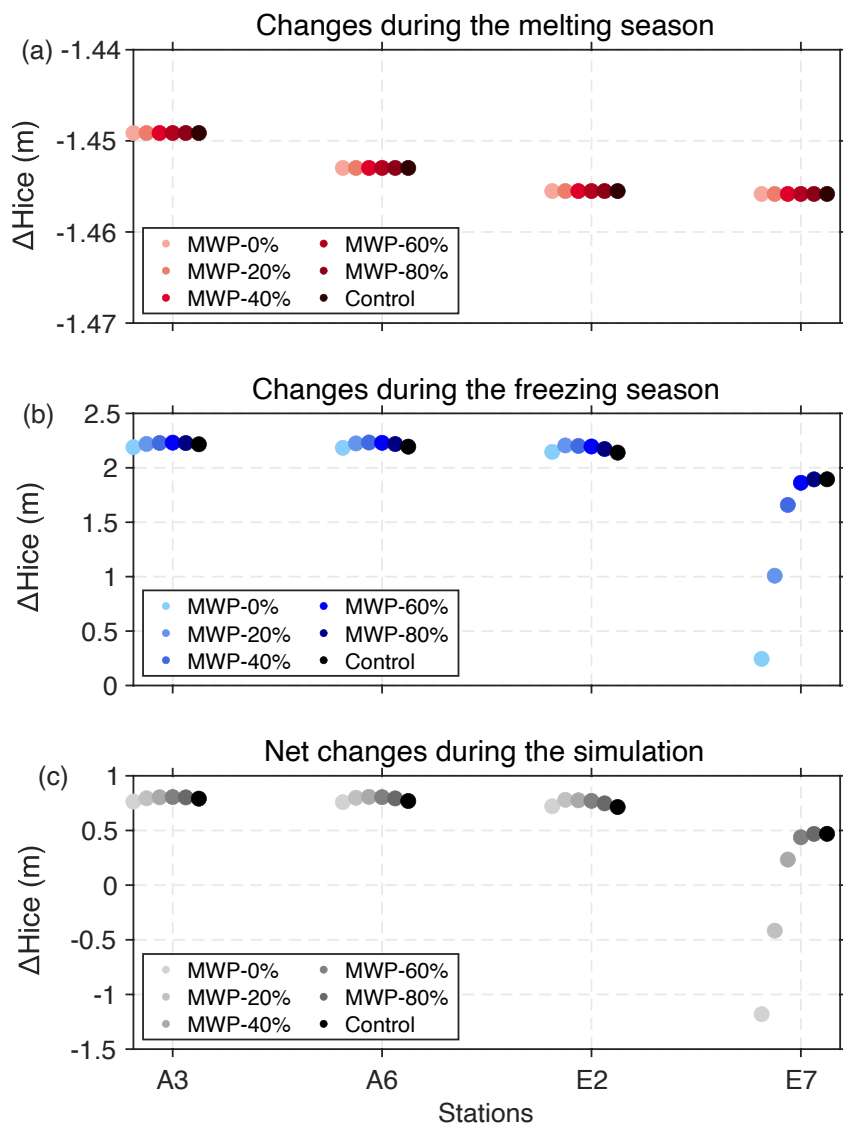 Changes during the melting season
(a)
-1.44
-1.45
-1.46
-1.47
ΔHice (m)
MWP-0% MWP-60%
MWP-20% MWP-80%
MWP-40% Control
Changes during the freezing season
(b)
2.5
2
1.5
1
0.5
0
ΔHice (m)
MWP-0% MWP-60%
MWP-20% MWP-80%
MWP-40% Control
Net changes during the simulation
(c)
1
0.5
0
-0.5
-1
-1.5
ΔHice (m)
MWP-0% MWP-60%
MWP-20% MWP-80%
MWP-40% Control
A3 A6 E2 E7
Stations